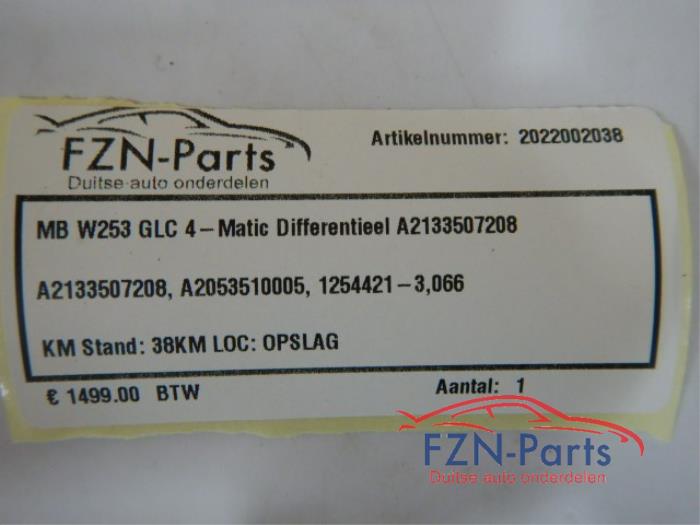 FZN-Parts
Duitse auto onderdelen
Artikelnummer: 2022002038
MB W253 GLC 4-Matic Differentieel A2133507208
A2133507208, A2053510005, 1254421-3,066
KM Stand: 38KM LOC: OPSLAG
€ 1499.00 BTW
Aantal: 1
FZN-Parts
Duitse auto onderdelen